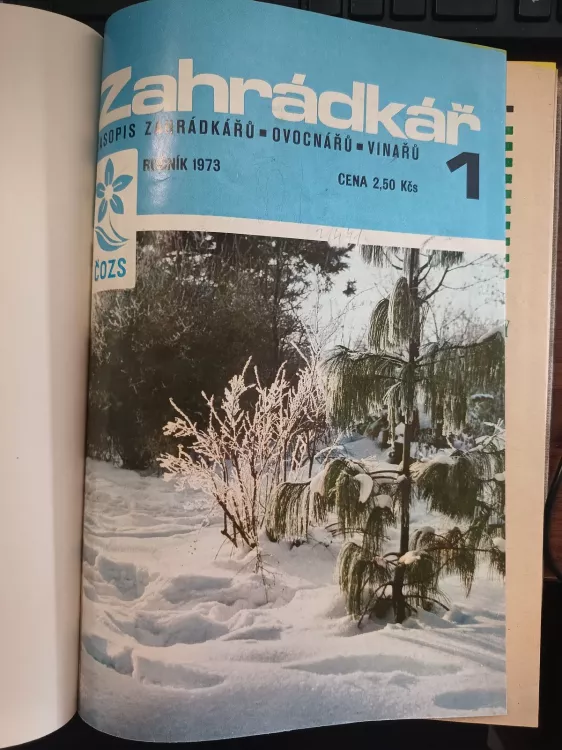 Zahrádkář
ASOPIS ZAHRÁDKÁŘŮ ▪ OVOCNÁŘŮ ▪ VINAŘŮ
ROČNÍK 1973
CENA 2,50 Kčs
1
ČOZS